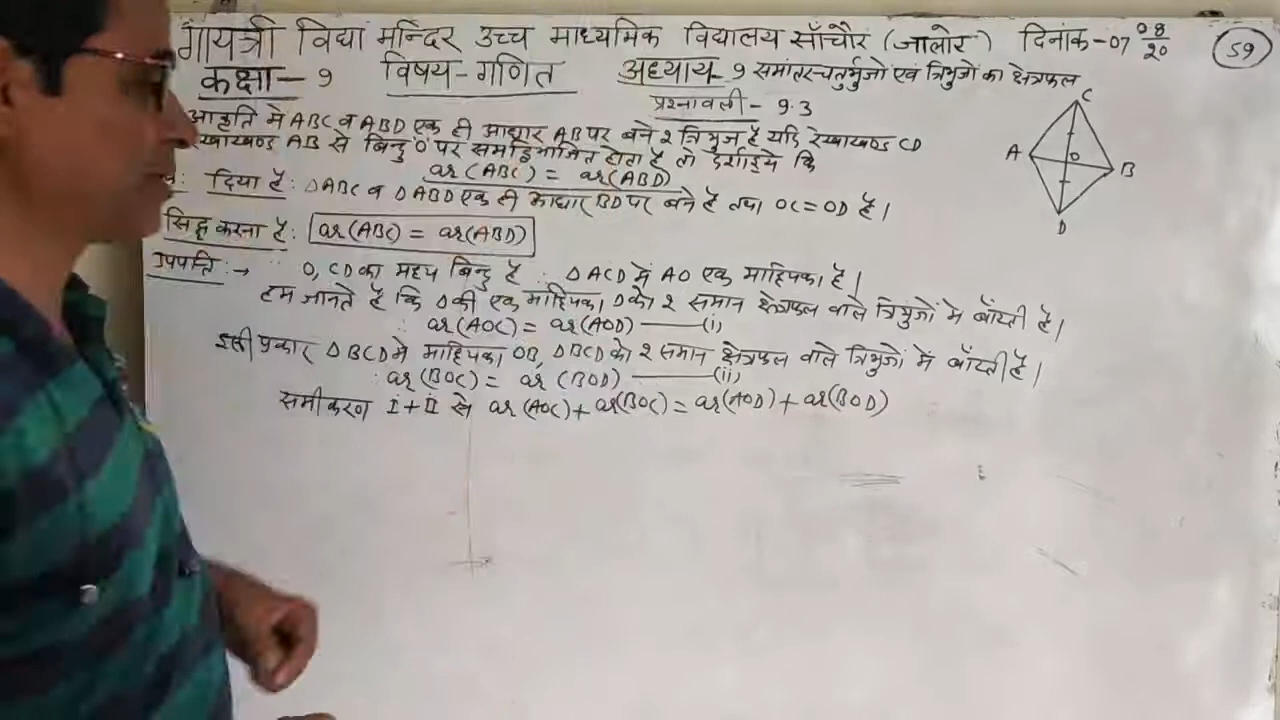 गायत्री विद्या मन्दिर उच्च माध्यमिक विद्यालय साँचौर (जालोर) दिनांक-07 08/20 59
कक्षा-9 विषय-गणित अध्याय-9 समांतरचतुर्भुजों एवं त्रिभुजों का क्षेत्रफल
प्रश्नावली - 9.3
आकृति में ABC व ABD एक ही आधार AB पर बने 2 त्रिभुज है यदि रेखाखण्ड CD
रेखाखण्ड AB से बिन्दु O पर समद्विभाजित होता है तो दर्शाइये कि
ar(ABC) = ar(ABD)
दिया है: △ABC व △ABD एक ही आधार BD पर बने है तथा OC=OD है।
सिद्ध करना है: ar(ABC) = ar(ABD)
उपपत्ति:→ ∵ O, CD का मध्य बिन्दु है ∴ △ACD में AO एक माध्यिका है।
हम जानते है कि △ की एक माध्यिका △ को 2 समान क्षेत्रफल वाले त्रिभुजों में बाँटती है।
∴ ar(AOC) = ar(AOD) —(i)
इसी प्रकार △BCD में माध्यिका OB, △BCD को 2 समान क्षेत्रफल वाले त्रिभुजों में बाँटती है।
∴ ar(BOC) = ar(BOD) —(ii)
समीकरण I+II से ar(AOC)+ar(BOC)=ar(AOD)+ar(BOD)
C
A
O
B
D